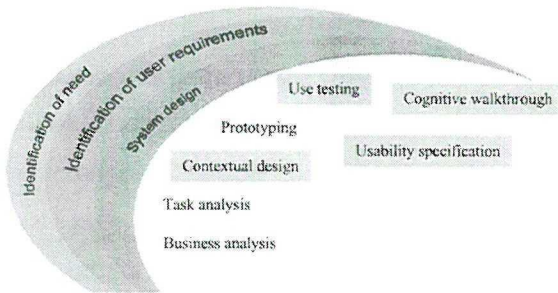 Identification of need
Identification of user requirements
System design
Use testing
Cognitive walkthrough
Prototyping
Usability specification
Contextual design
Task analysis
Business analysis